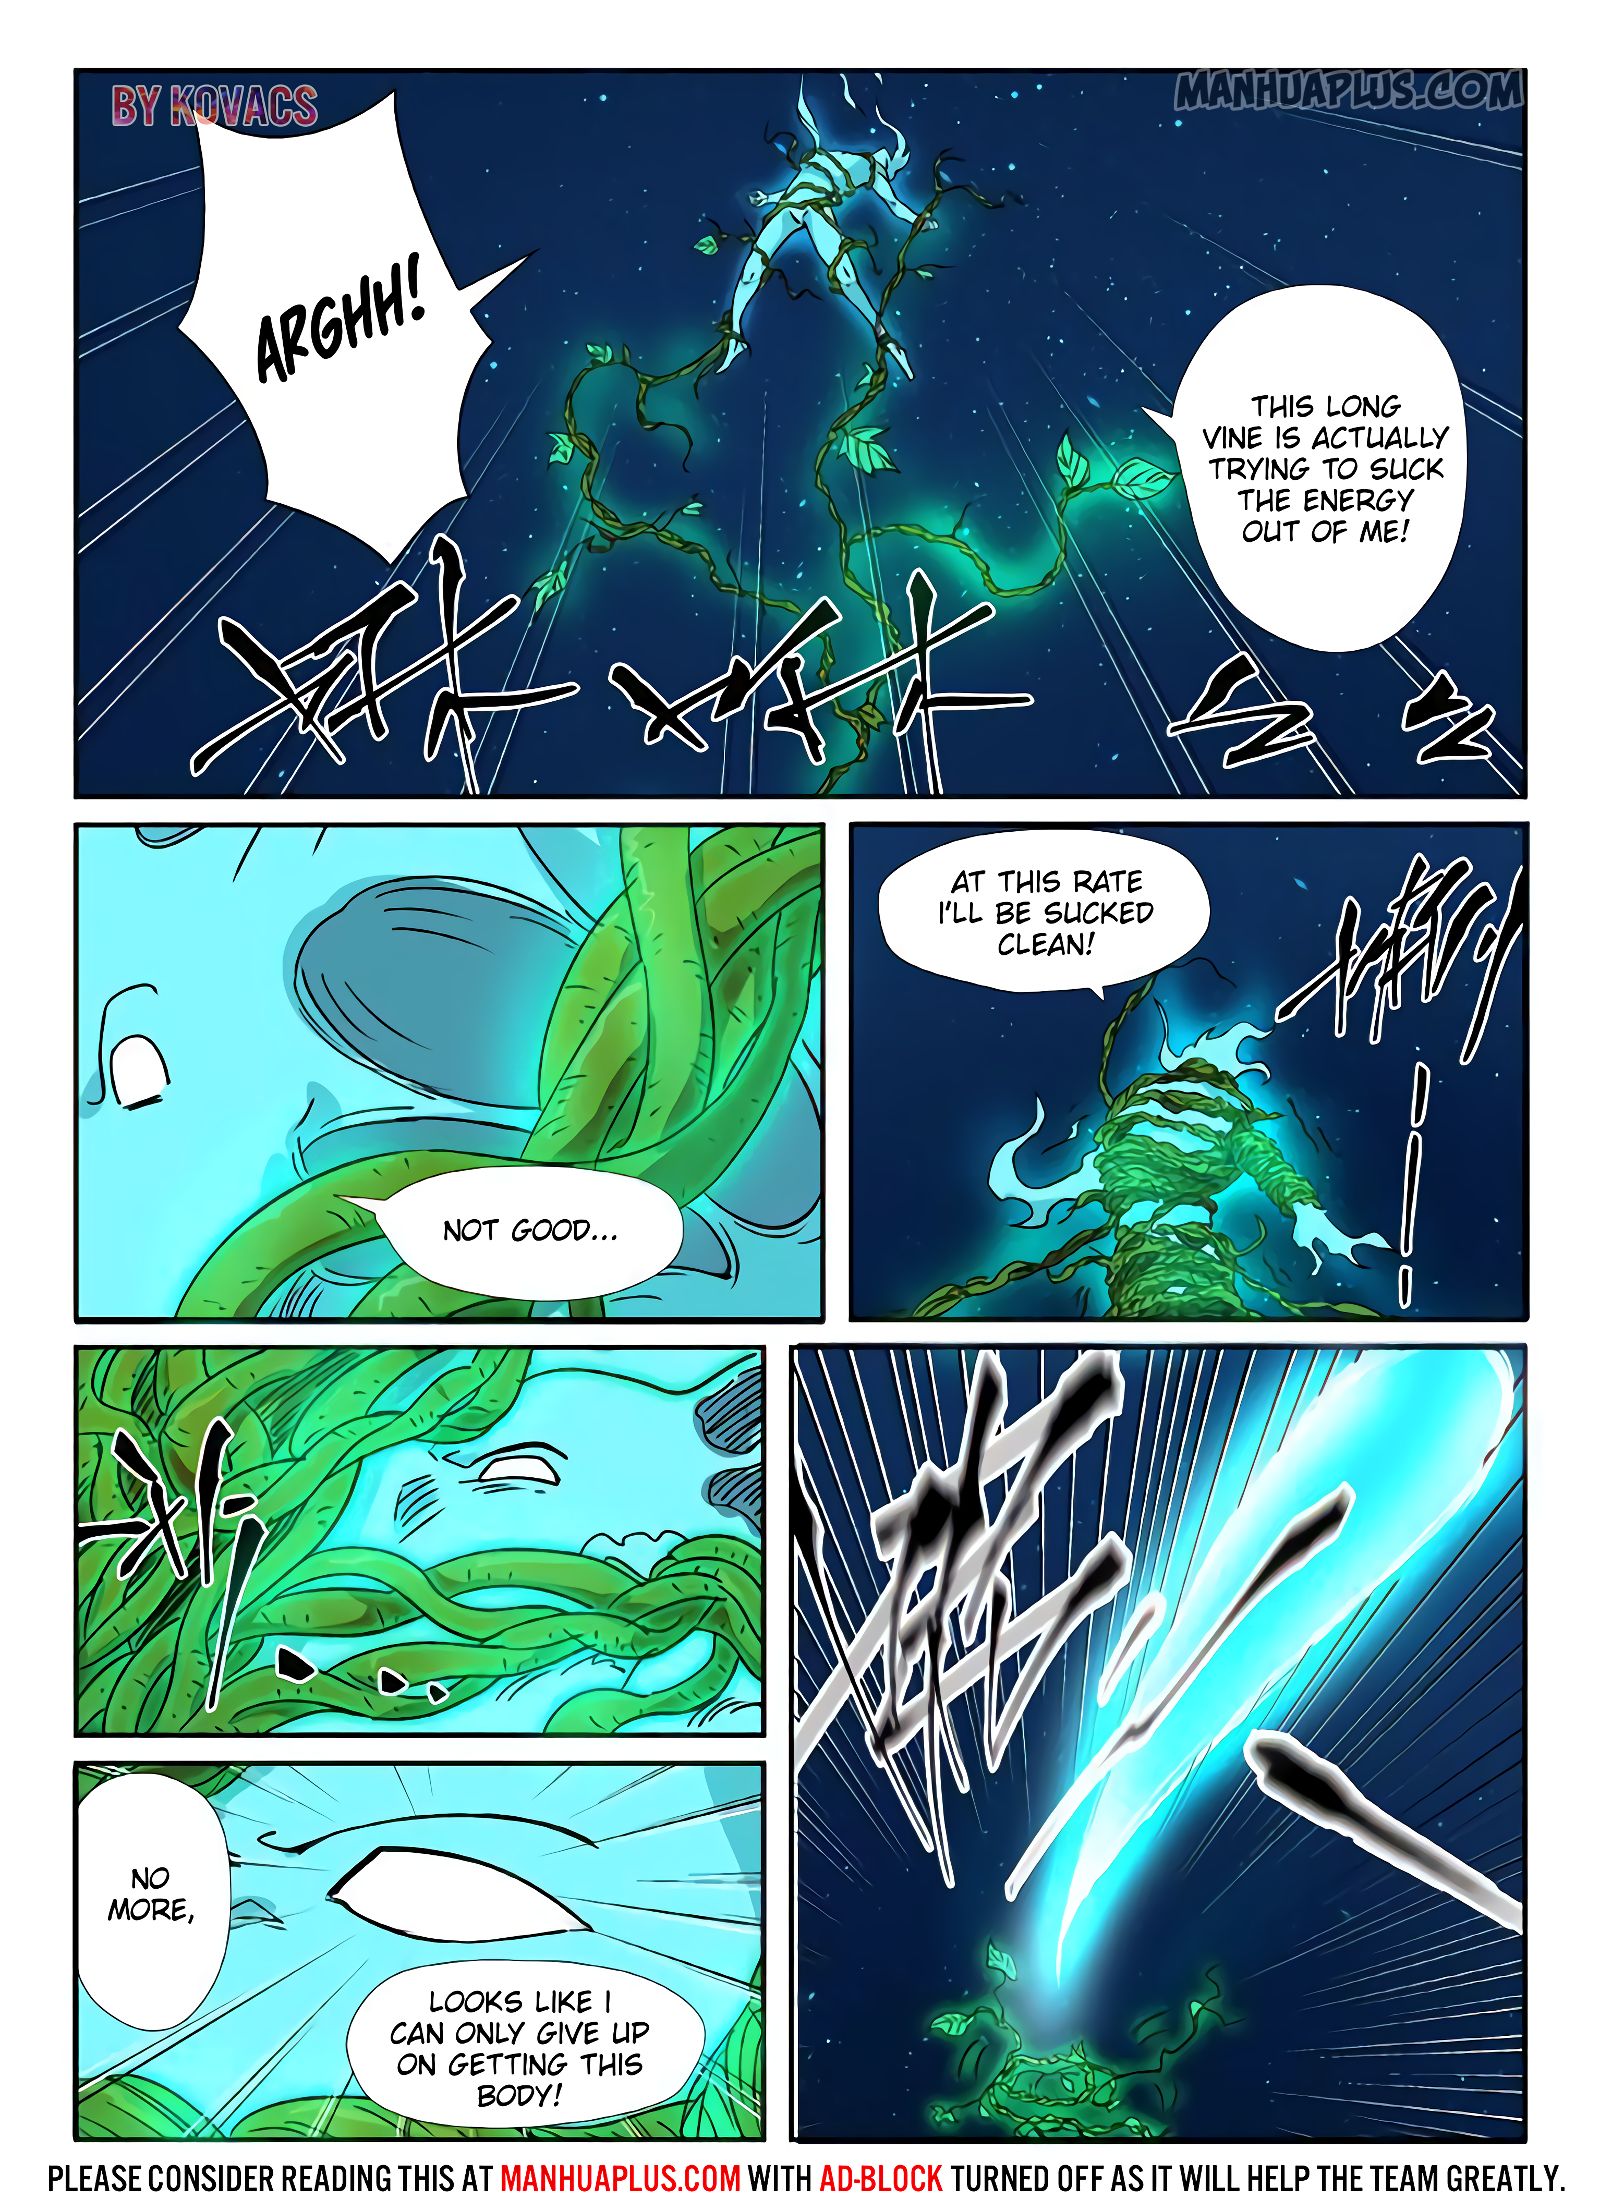 BY KOVACS
MANHUAPLUS.COM
ARGHH!
THIS LONG
VINE IS ACTUALLY
TRYING TO SUCK
THE ENERGY
OUT OF ME!
NOT GOOD...
AT THIS RATE
I'LL BE SUCKED
CLEAN!
NO
MORE,
LOOKS LIKE I
CAN ONLY GIVE UP
ON GETTING THIS
BODY!
PLEASE CONSIDER READING THIS AT MANHUAPLUS.COM WITH AD-BLOCK TURNED OFF AS IT WILL HELP THE TEAM GREATLY.